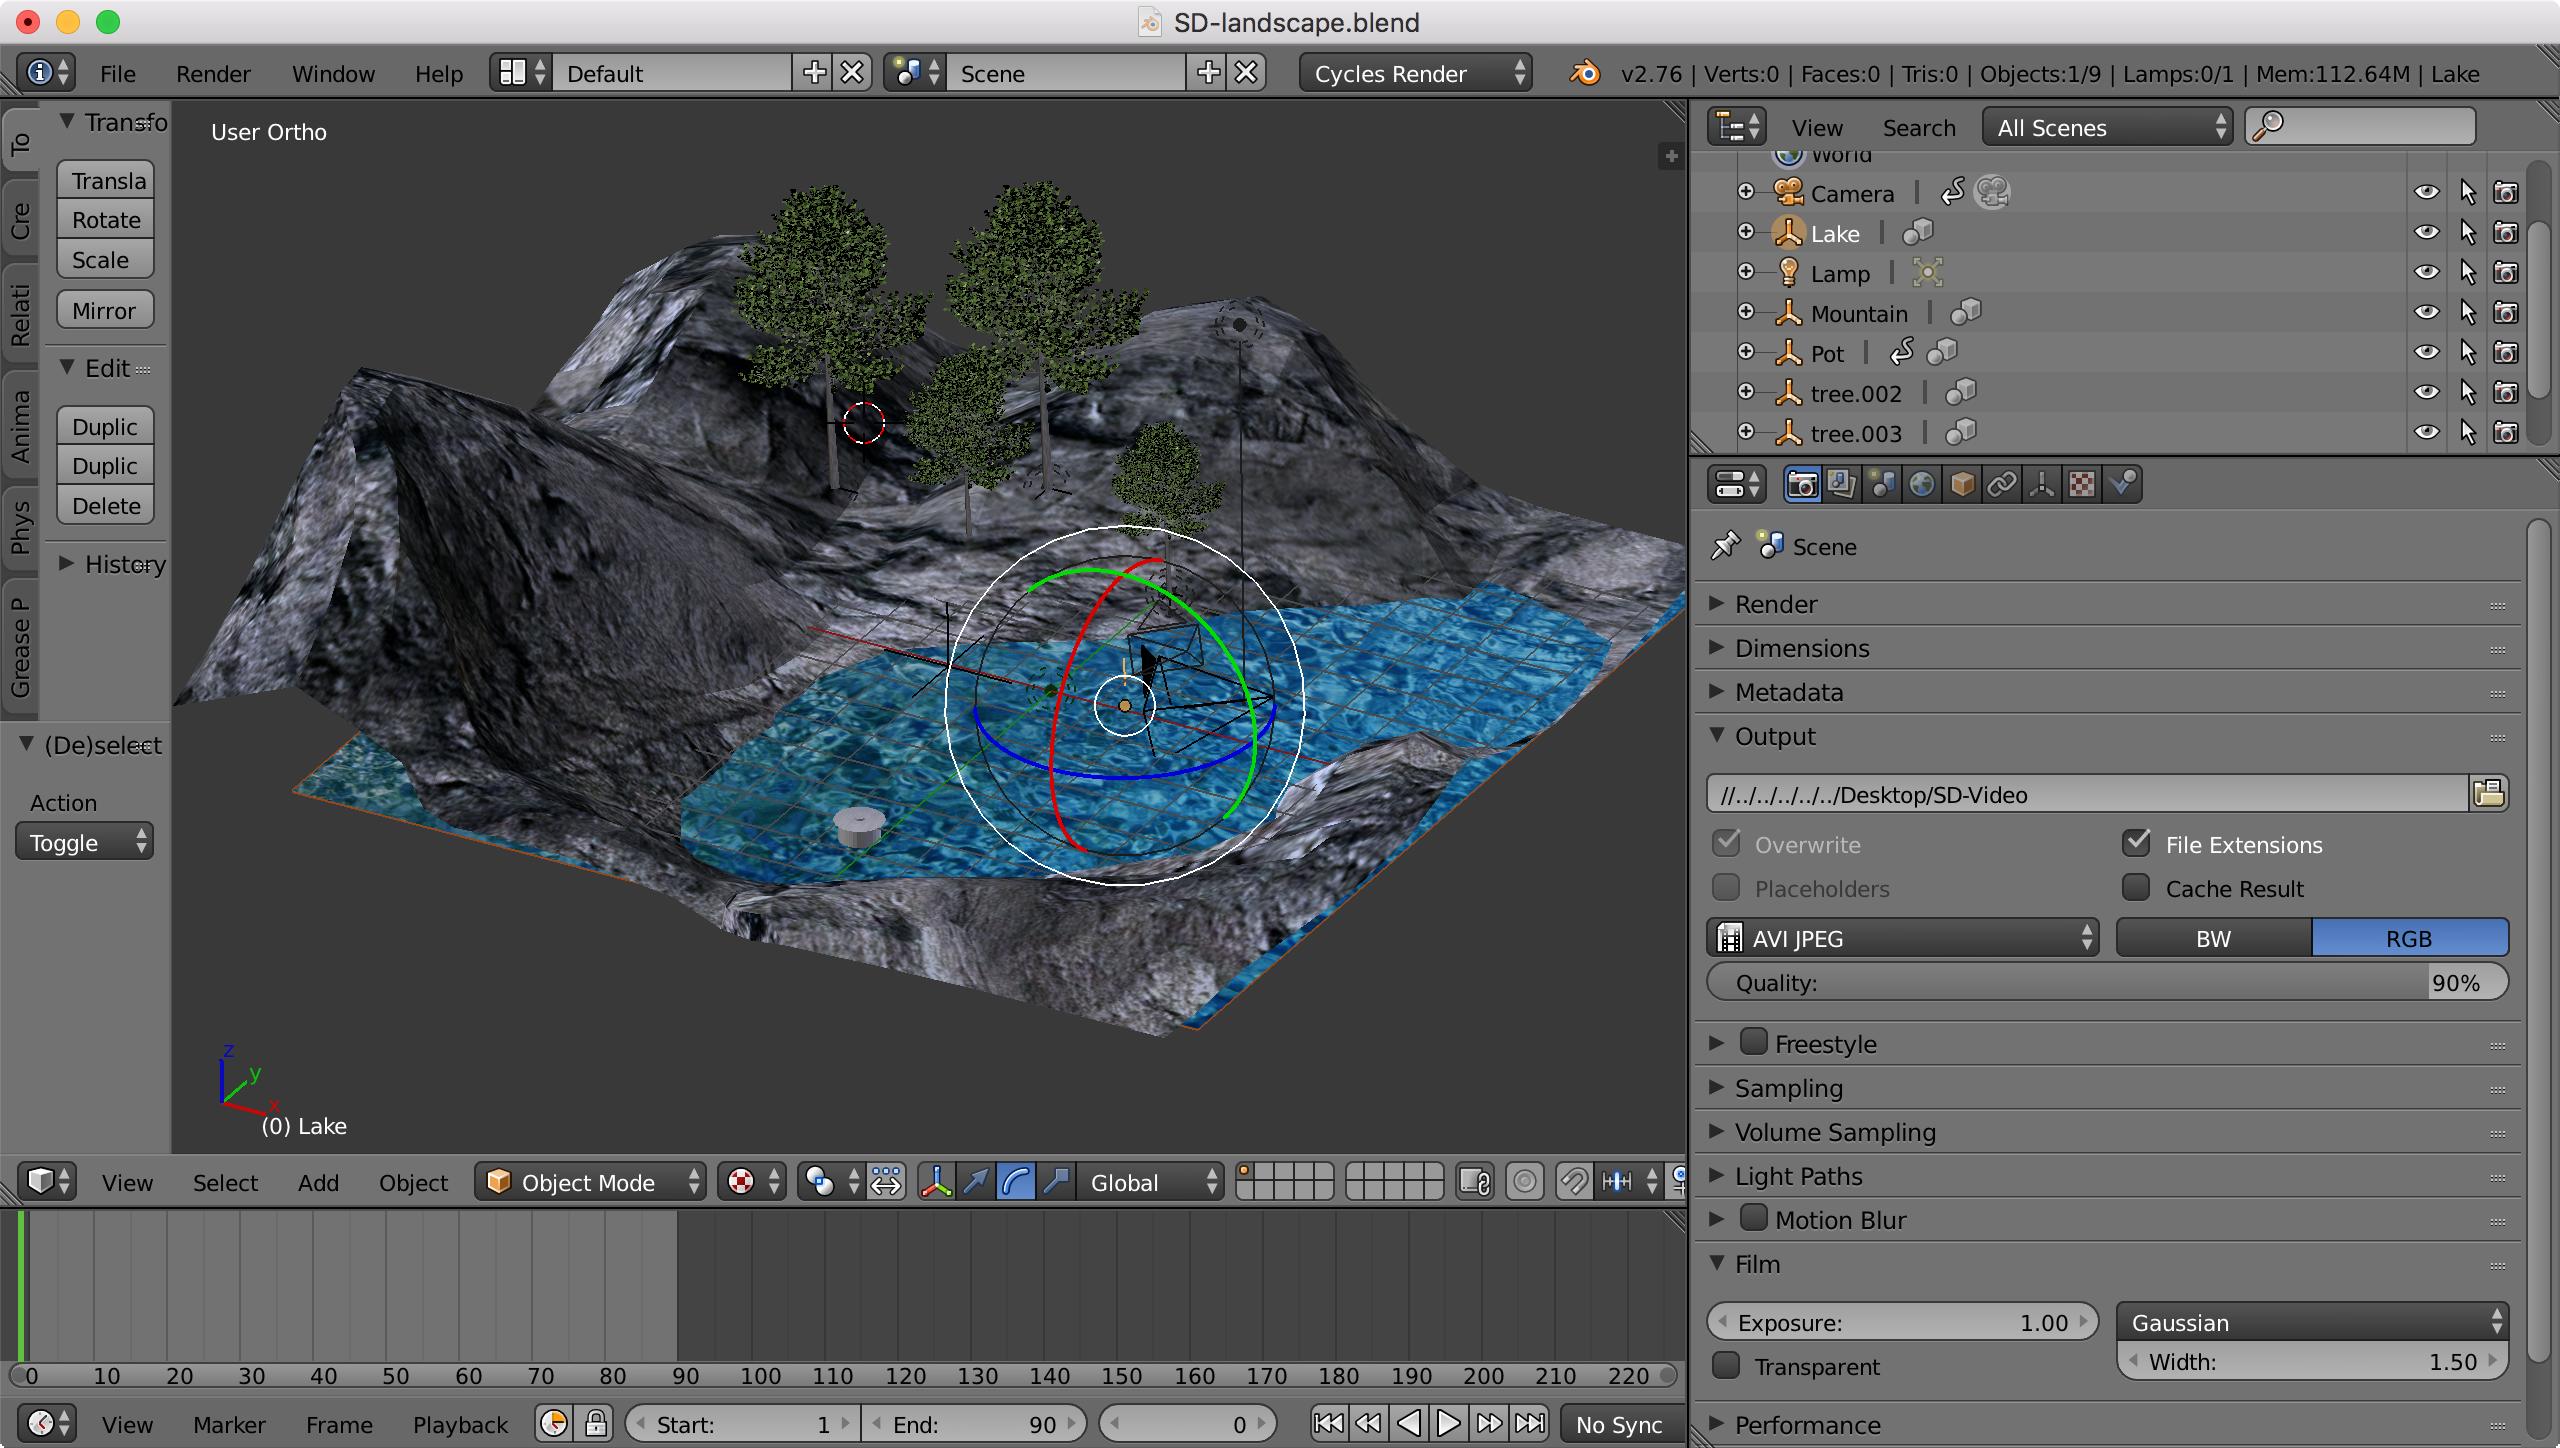 SD-landscape.blend
File Render Window Help Default Scene Cycles Render v2.76 | Verts:0 | Faces:0 | Tris:0 | Objects:1/9 | Lamps:0/1 | Mem:112.64M | Lake
To
Cre
Relati
Anima
Phys
Grease P
Transfo
Transla
Rotate
Scale
Mirror
Edit
Duplic
Duplic
Delete
History
(De)select
Action
Toggle
User Ortho
z
y
x
(0) Lake
View Search All Scenes
World
Camera
Lake
Lamp
Mountain
Pot
tree.002
tree.003
Scene
Render
Dimensions
Metadata
Output
//../../../../../Desktop/SD-Video
Overwrite File Extensions
Placeholders Cache Result
AVI JPEG BW RGB
Quality: 90%
Freestyle
Sampling
Volume Sampling
Light Paths
Motion Blur
Film
Exposure: 1.00 Gaussian
Transparent Width: 1.50
Performance
View Select Add Object Object Mode Global
0 10 20 30 40 50 60 70 80 90 100 110 120 130 140 150 160 170 180 190 200 210 220
View Marker Frame Playback Start: 1 End: 90 0 No Sync